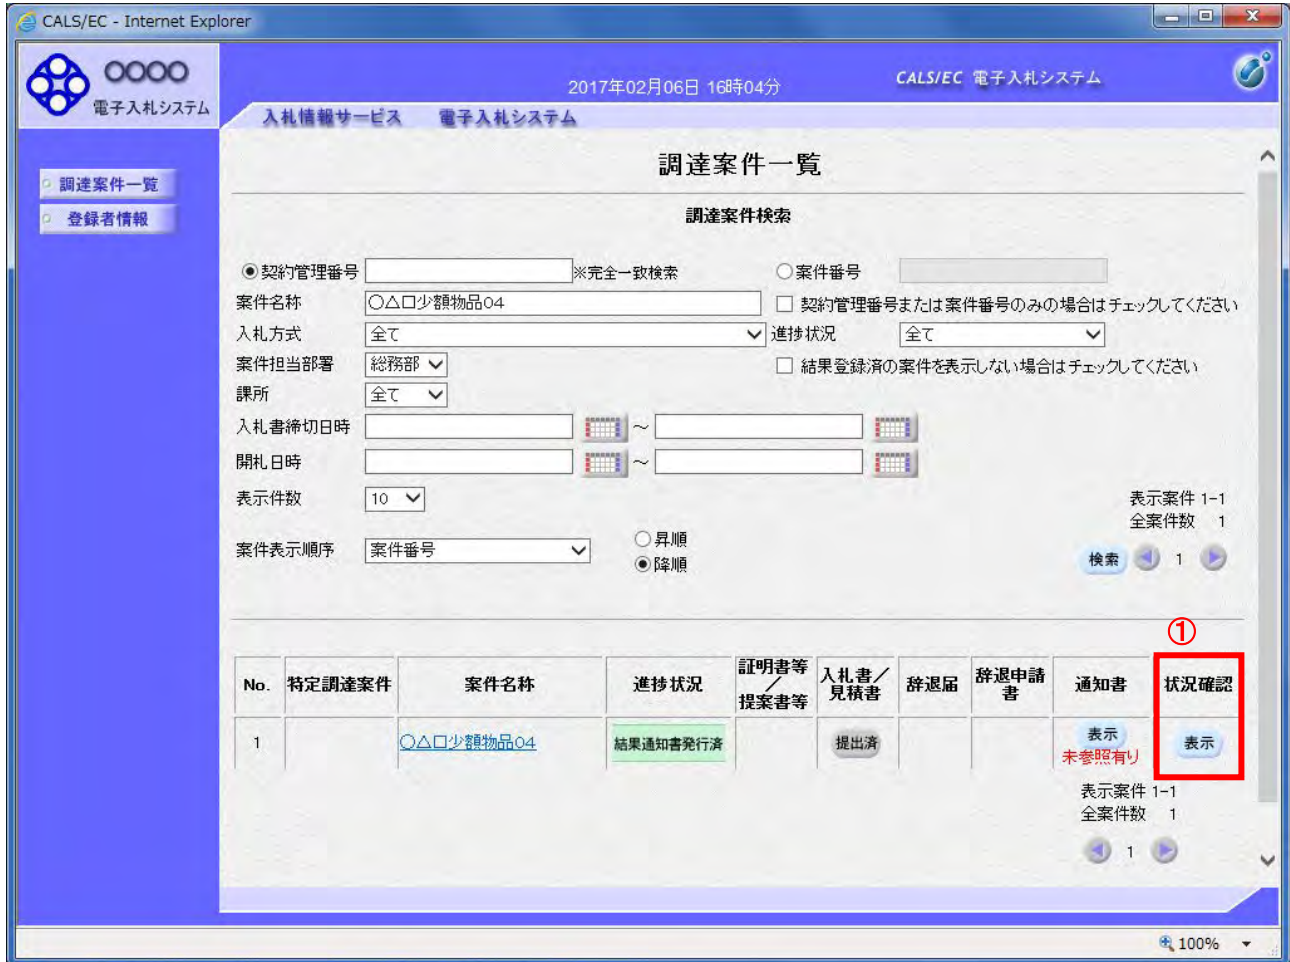 CALS/EC - Internet Explorer
○○○○
電子入札システム
2017年02月06日 16時04分
CALS/EC 電子入札システム
入札情報サービス 電子入札システム
調達案件一覧
登録者情報
調達案件一覧
調達案件検索
契約管理番号 ※完全一致検索 案件番号
案件名称 ○△□少額物品04 契約管理番号または案件番号のみの場合はチェックしてください
入札方式 全て 進捗状況 全て
案件担当部署 総務部 結果登録済の案件を表示しない場合はチェックしてください
課所 全て
入札書締切日時 ～
開札日時 ～
表示件数 10
表示案件 1-1
全案件数 1
案件表示順序 案件番号
昇順
降順
検索 1
①
No. 特定調達案件 案件名称 進捗状況 証明書等／提案書等 入札書／見積書 辞退届 辞退申請書 通知書 状況確認
1 ○△□少額物品04 結果通知書発行済 提出済 表示 未参照有り 表示
表示案件 1-1
全案件数 1
1
100%